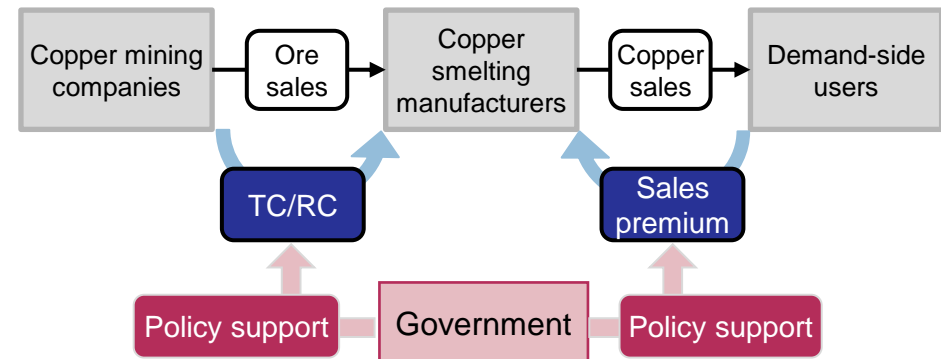 Copper mining
companies
Ore
sales
Copper
smelting
manufacturers
Copper
sales
Demand-side
users
TC/RC
Sales
premium
Policy support
Government
Policy support